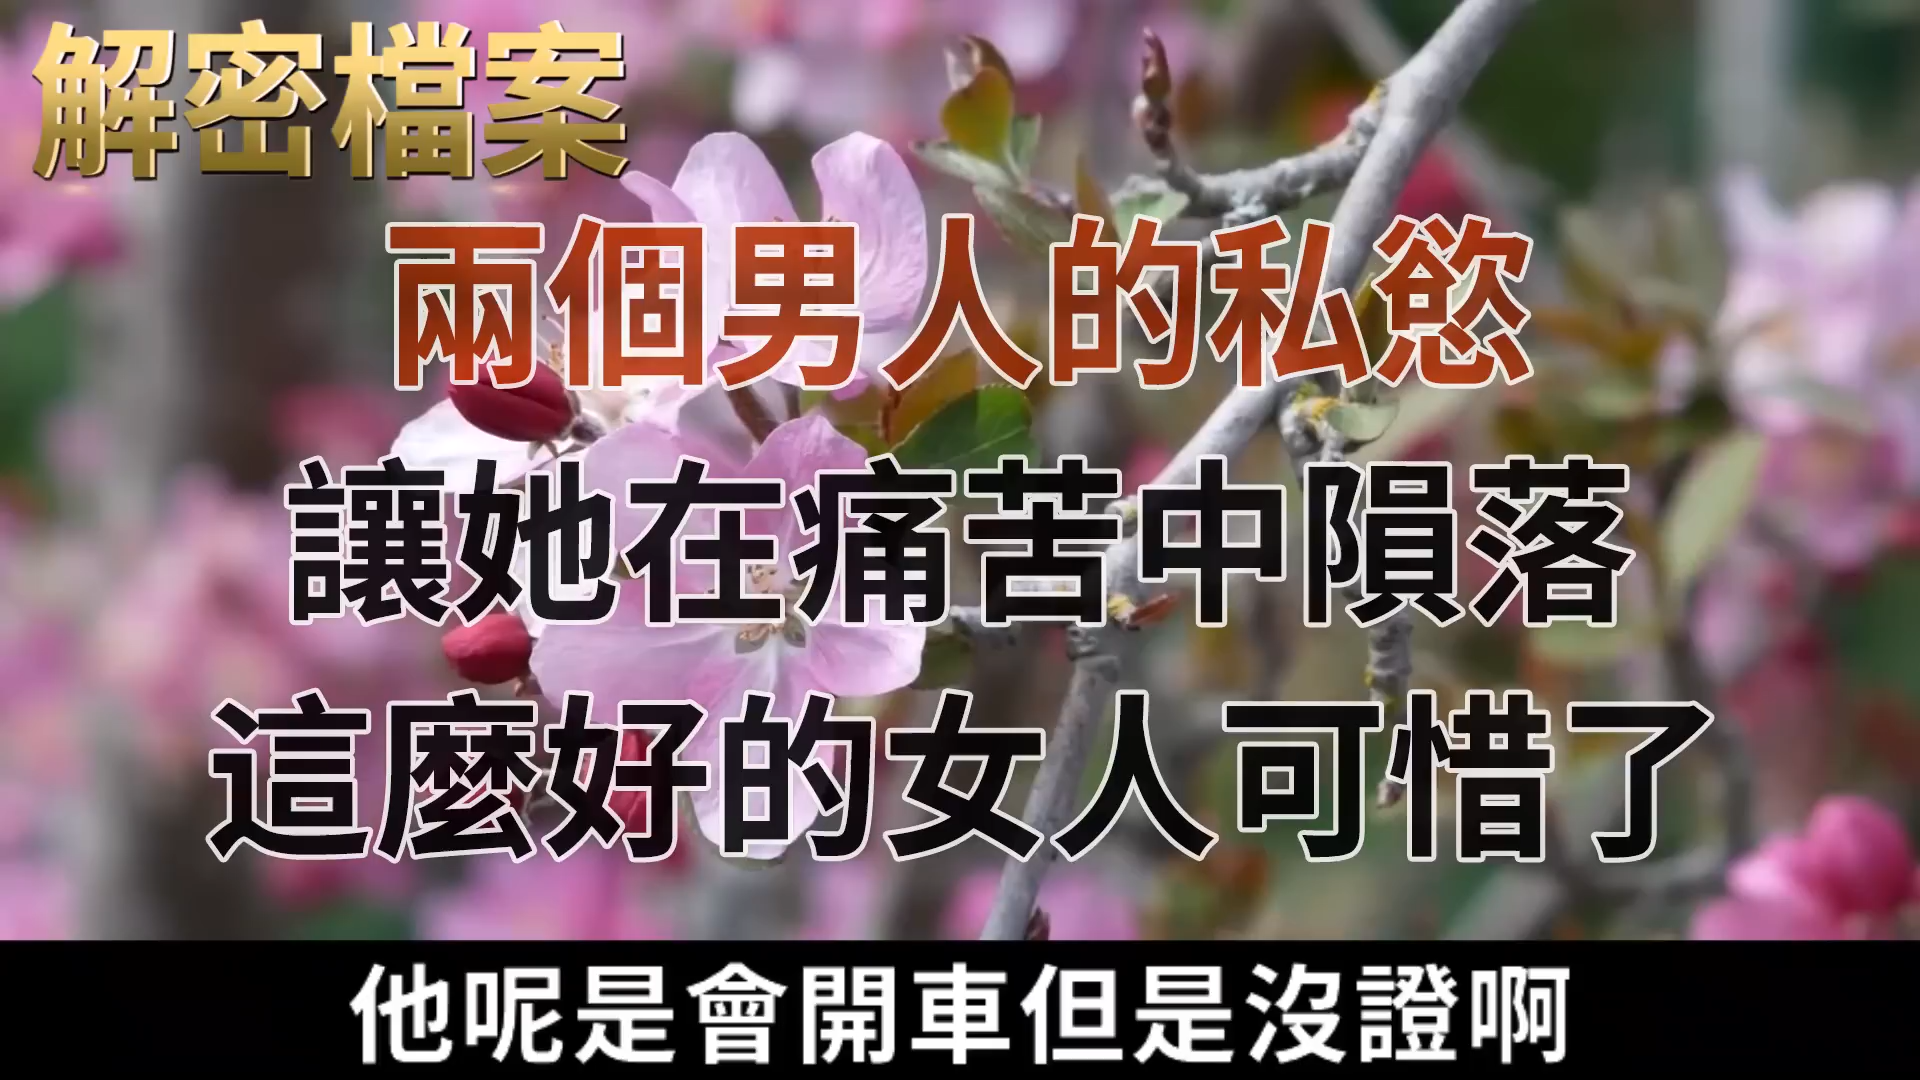 解密檔案
兩個男人的私慾
讓她在痛苦中隕落
這麼好的女人可惜了
他呢是會開車但是沒證啊